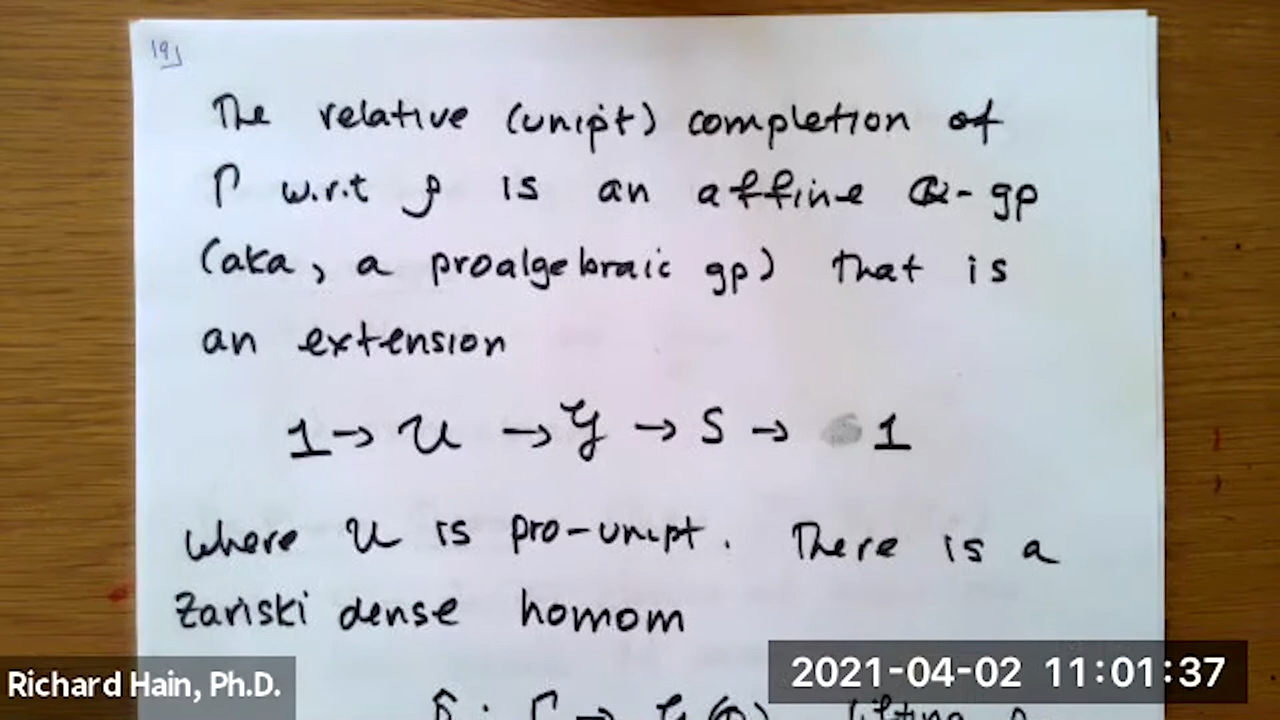 19
The relative (unipt) completion of
Γ w.r.t ρ is an affine Q-gp
(aka, a proalgebraic gp) that is
an extension
1 → U → G → S → 1
where U is pro-unipt. There is a
Zariski dense homom
ρ̂ : Γ → G(Q) lifting ρ
Richard Hain, Ph.D.
2021-04-02 11:01:37